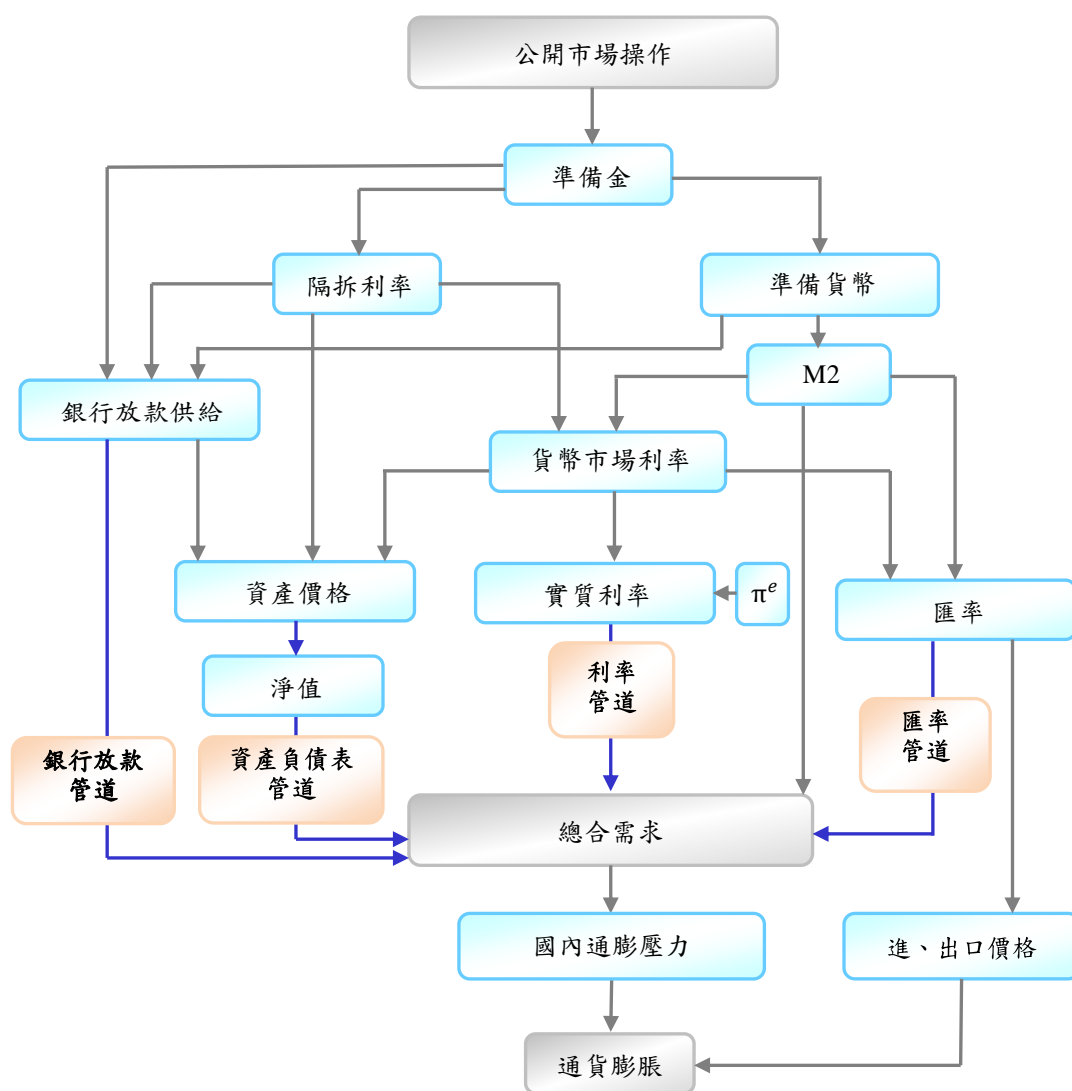 公開市場操作
準備金
隔拆利率
準備貨幣
M2
銀行放款供給
貨幣市場利率
資產價格
實質利率
πe
匯率
淨值
利率
管道
匯率
管道
銀行放款
管道
資產負債表
管道
總合需求
國內通膨壓力
進、出口價格
通貨膨脹